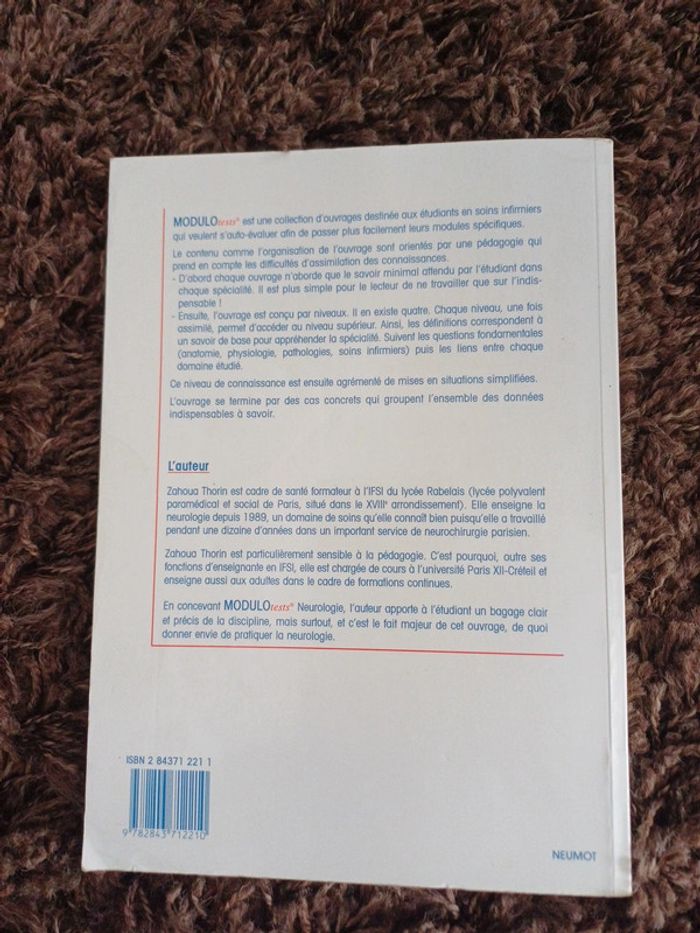 MODULOtests® est une collection d'ouvrages destinée aux étudiants en soins infirmiers
qui veulent s'auto-évaluer afin de passer plus facilement leurs modules spécifiques.
Le contenu comme l'organisation de l'ouvrage sont orientés par une pédagogie qui
prend en compte les difficultés d'assimilation des connaissances.
- D'abord chaque ouvrage n'aborde que le savoir minimal attendu par l'étudiant dans
chaque spécialité. Il est plus simple pour le lecteur de ne travailler que sur l'indis-
pensable !
- Ensuite, l'ouvrage est conçu par niveaux. Il en existe quatre. Chaque niveau, une fois
assimilé, permet d'accéder au niveau supérieur. Ainsi, les définitions correspondent à
un savoir de base pour appréhender la spécialité. Suivent les questions fondamentales
(anatomie, physiologie, pathologies, soins infirmiers) puis les liens entre chaque
domaine étudié.
Ce niveau de connaissance est ensuite agrémenté de mises en situations simplifiées.
L'ouvrage se termine par des cas concrets qui groupent l'ensemble des données
indispensables à savoir.
L'auteur
Zahoua Thorin est cadre de santé formateur à l'IFSI du lycée Rabelais (lycée polyvalent
paramédical et social de Paris, situé dans le XVIIIe arrondissement). Elle enseigne la
neurologie depuis 1989, un domaine de soins qu'elle connaît bien puisqu'elle a travaillé
pendant une dizaine d'années dans un important service de neurochirurgie parisien.
Zahoua Thorin est particulièrement sensible à la pédagogie. C'est pourquoi, outre ses
fonctions d'enseignante en IFSI, elle est chargée de cours à l'université Paris XII-Créteil et
enseigne aussi aux adultes dans le cadre de formations continues.
En concevant MODULOtests® Neurologie, l'auteur apporte à l'étudiant un bagage clair
et précis de la discipline, mais surtout, et c'est le fait majeur de cet ouvrage, de quoi
donner envie de pratiquer la neurologie.
ISBN 2 84371 221 1
9 782843 712210
NEUMOT